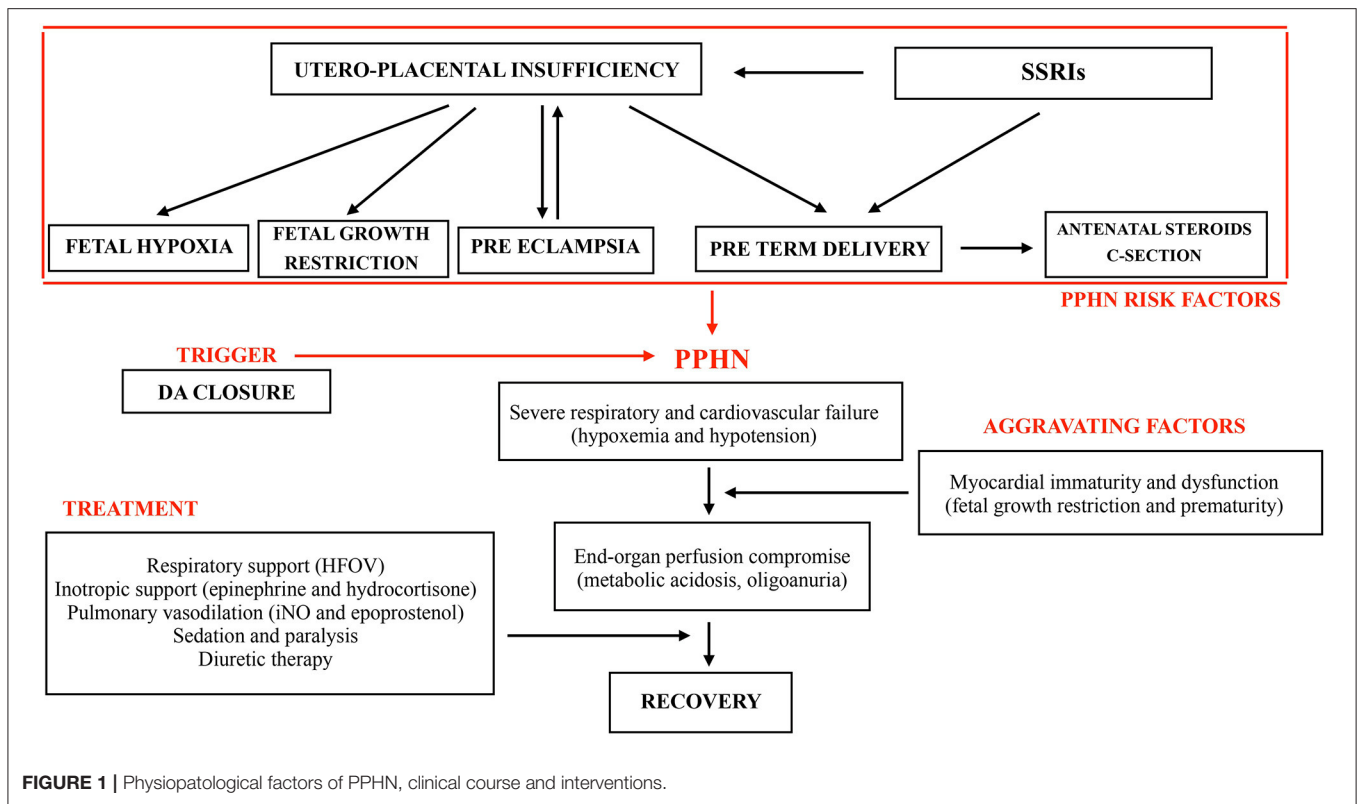 UTERO-PLACENTAL INSUFFICIENCY
SSRIs
FETAL HYPOXIA
FETAL GROWTH
RESTRICTION
PRE ECLAMPSIA
PRE TERM DELIVERY
ANTENATAL STEROIDS
C-SECTION
PPHN RISK FACTORS
TRIGGER
DA CLOSURE
PPHN
Severe respiratory and cardiovascular failure
(hypoxemia and hypotension)
AGGRAVATING FACTORS
Myocardial immaturity and dysfunction
(fetal growth restriction and prematurity)
TREATMENT
Respiratory support (HFOV)
Inotropic support (epinephrine and hydrocortisone)
Pulmonary vasodilation (iNO and epoprostenol)
Sedation and paralysis
Diuretic therapy
End-organ perfusion compromise
(metabolic acidosis, oligoanuria)
RECOVERY
FIGURE 1 | Physiopatological factors of PPHN, clinical course and interventions.